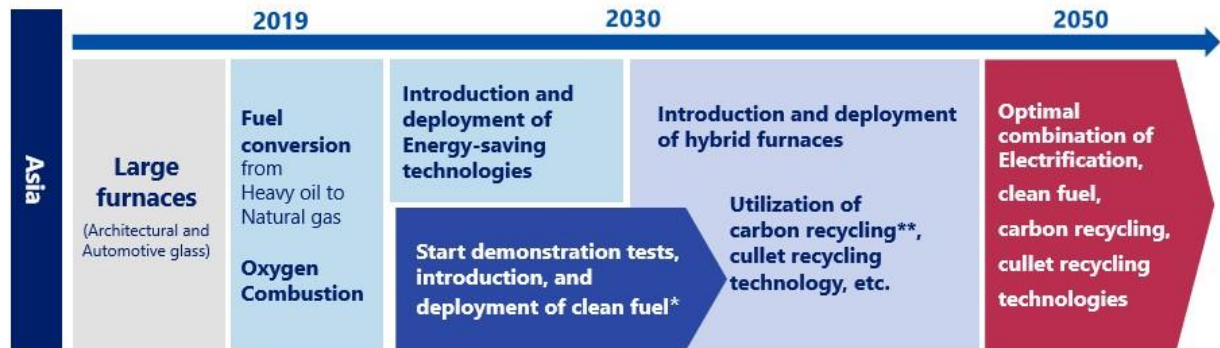 2019
2030
2050
Asia
Large
furnaces
(Architectural and
Automotive glass)
Fuel
conversion
from
Heavy oil to
Natural gas
Oxygen
Combustion
Introduction and
deployment of
Energy-saving
technologies
Start demonstration tests,
introduction, and
deployment of clean fuel*
Introduction and deployment
of hybrid furnaces
Utilization of
carbon recycling**,
cullet recycling
technology, etc.
Optimal
combination of
Electrification,
clean fuel,
carbon recycling,
cullet recycling
technologies